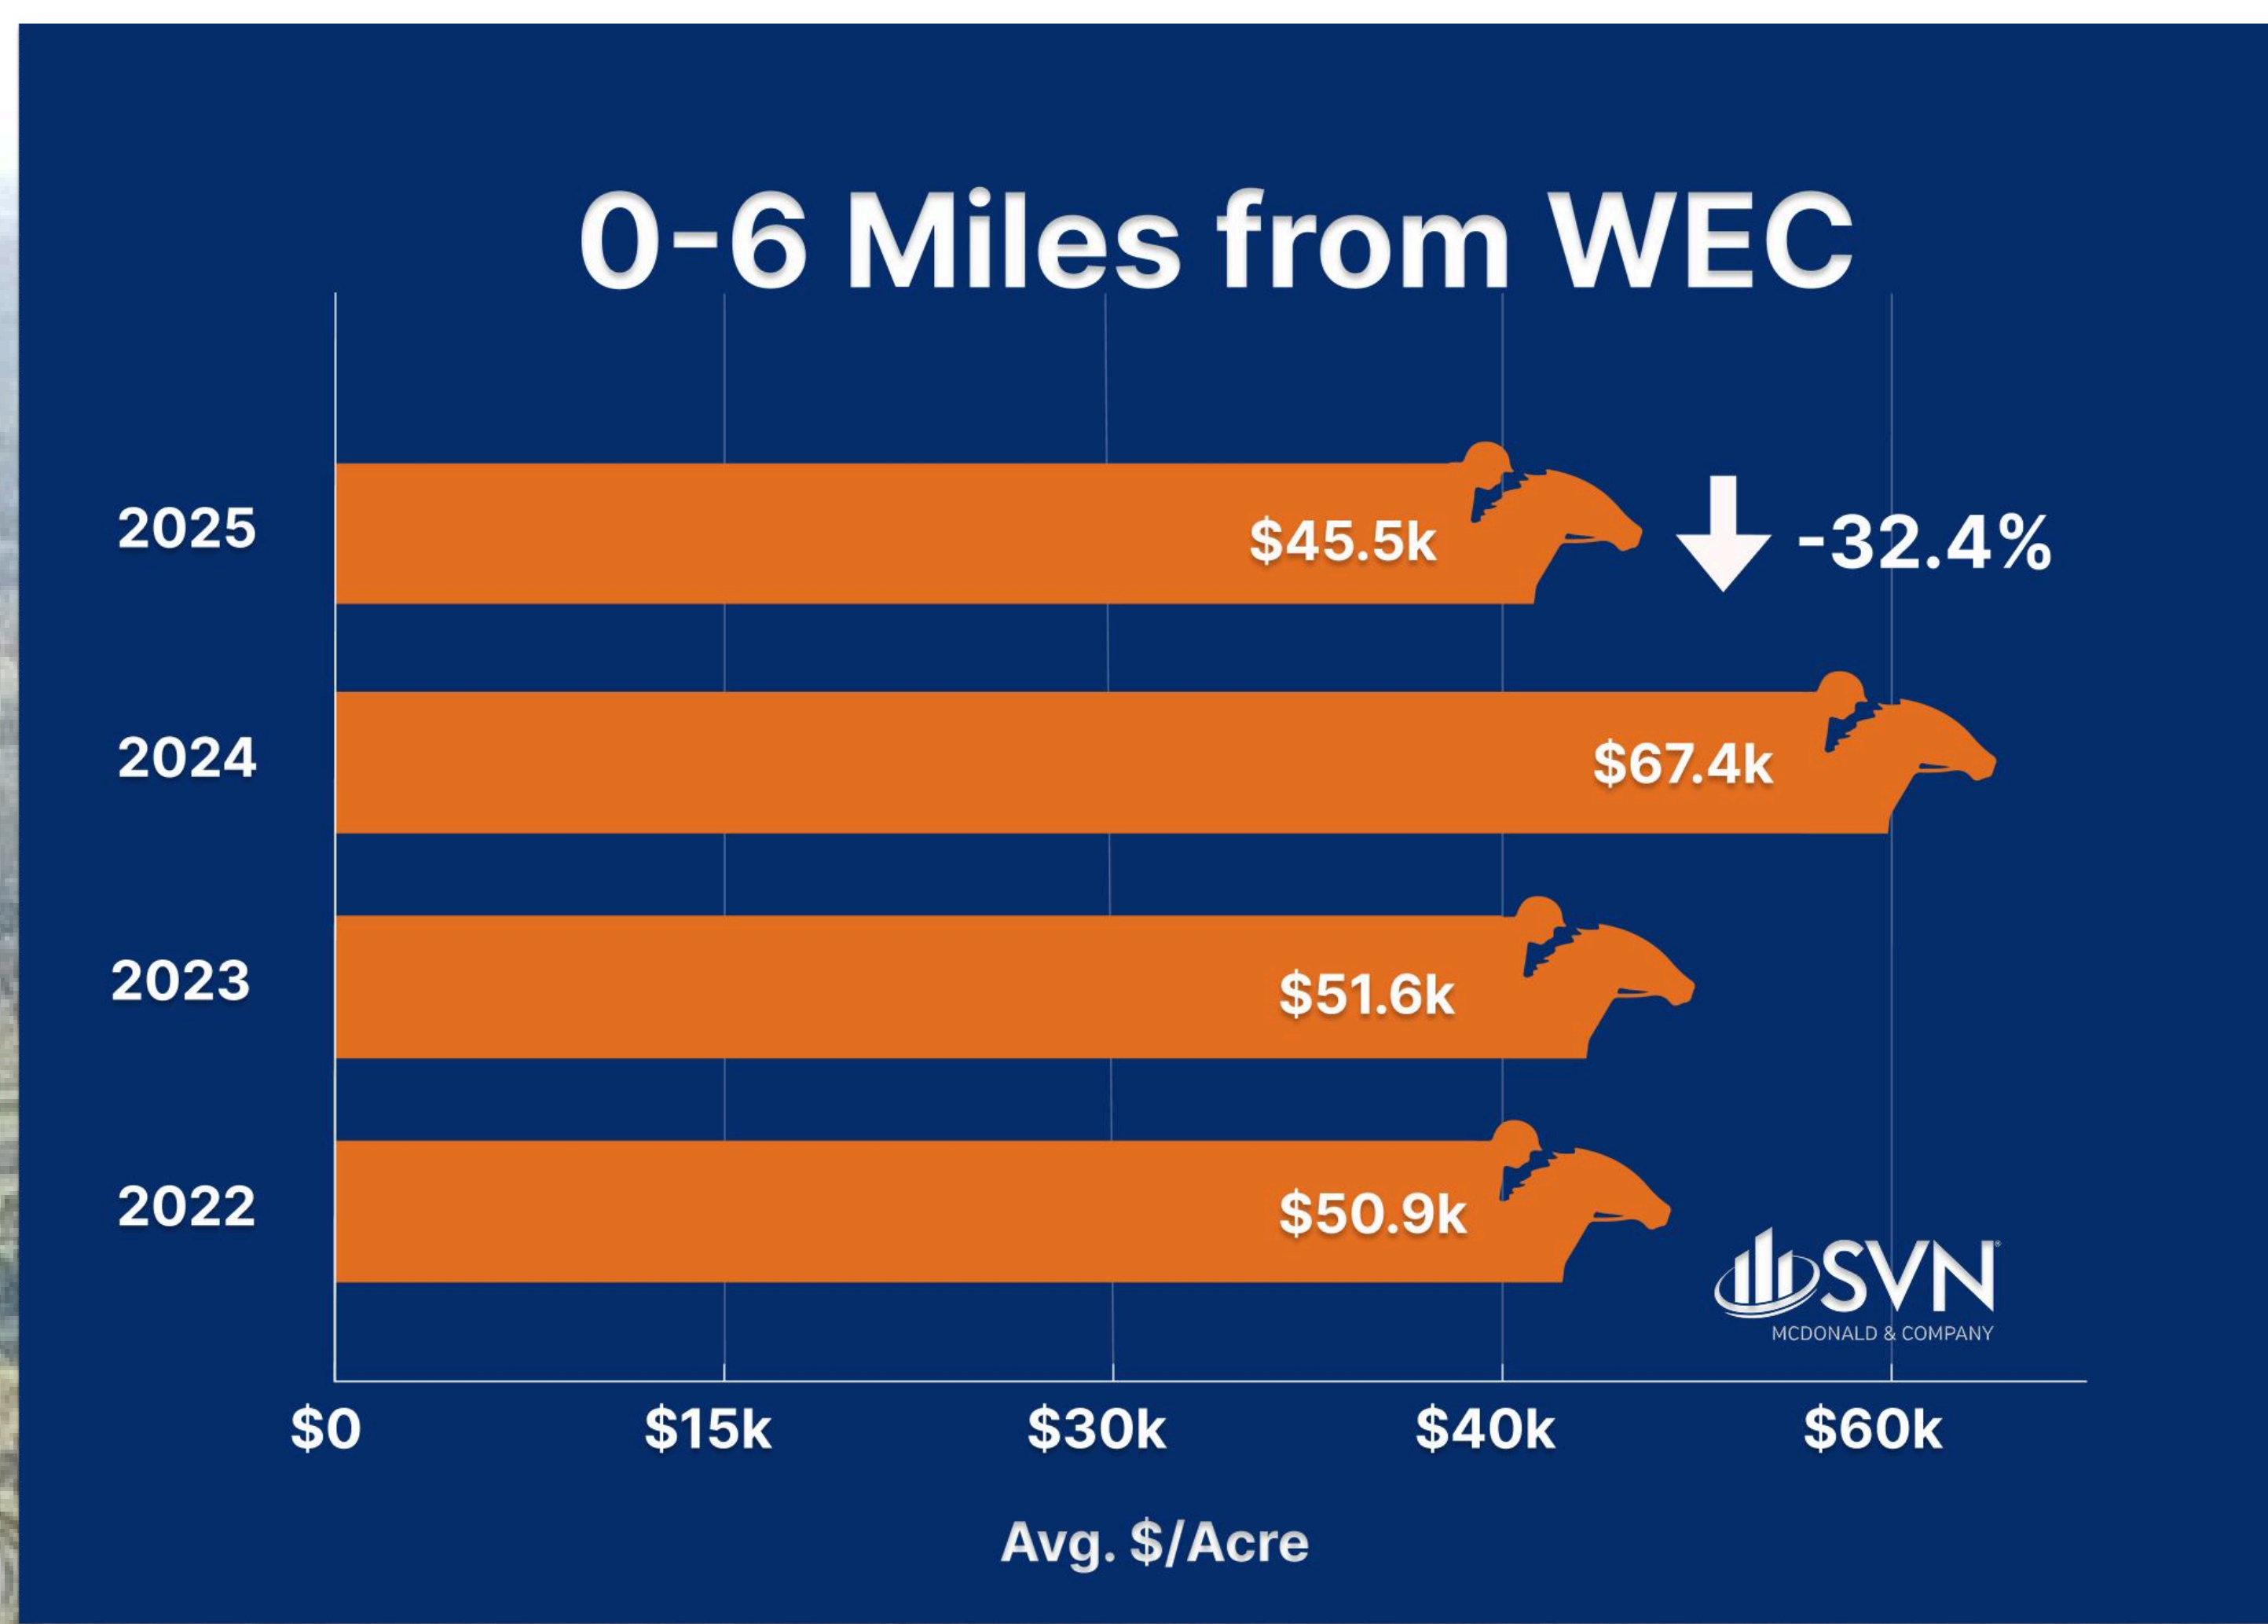 0-6 Miles from WEC
2025
$45.5k
-32.4%
2024
$67.4k
2023
$51.6k
2022
$50.9k
SVN®
MCDONALD & COMPANY
$0 $15k $30k $40k $60k
Avg. $/Acre